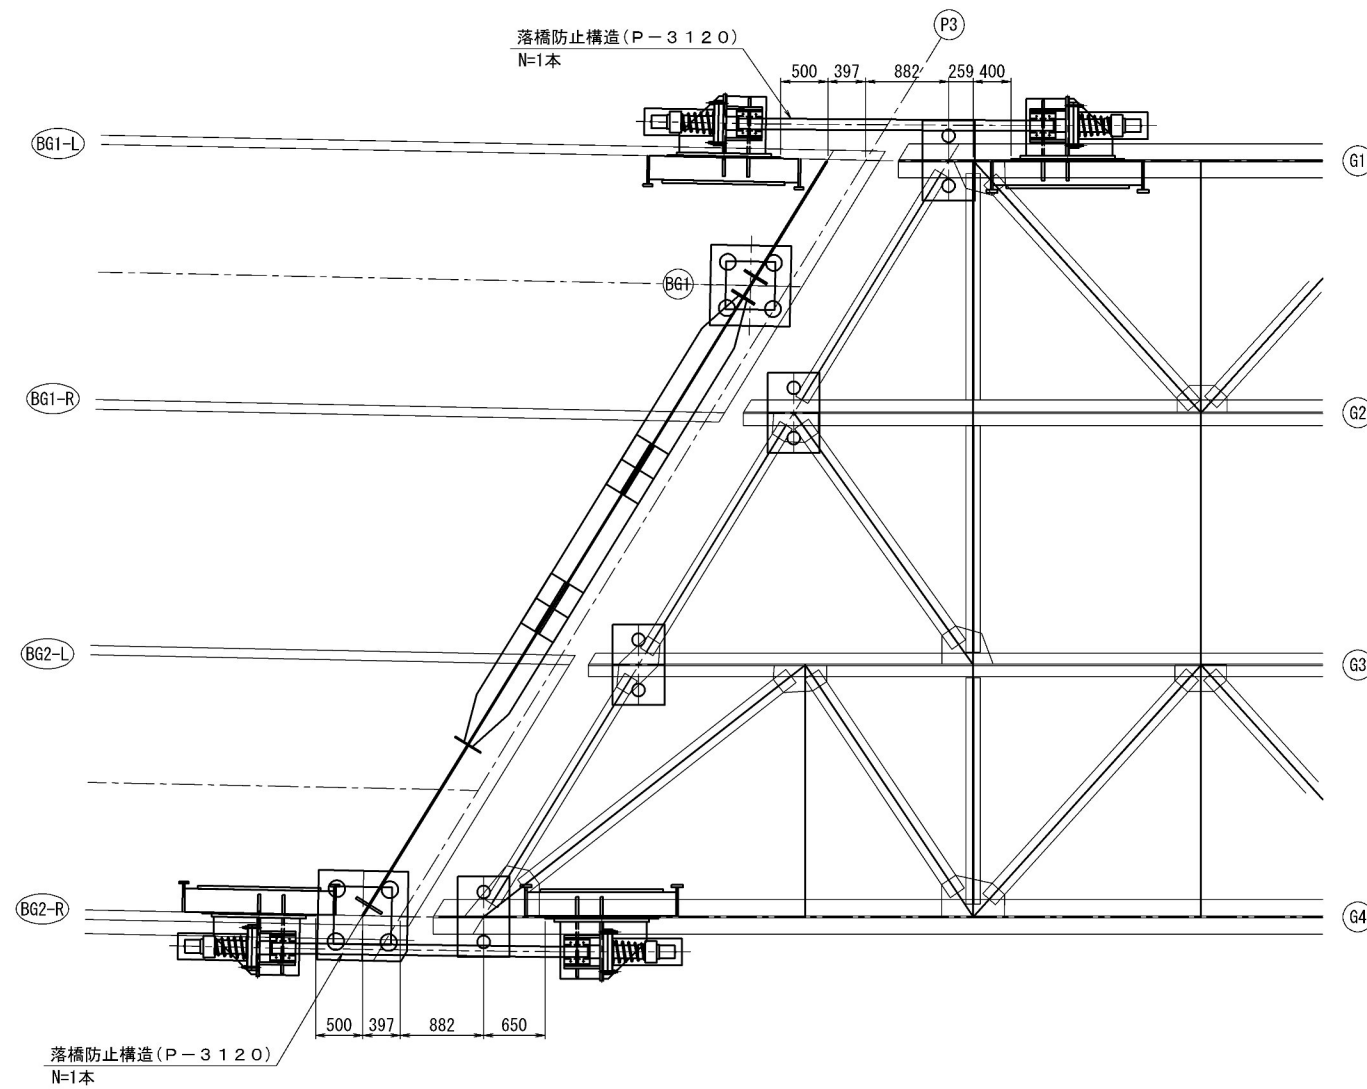 P3
落橋防止構造(P－3120)
N=1本
500 397 882 259 400
BG1-L
G1
BG1
BG1-R
G2
BG2-L
G3
BG2-R
G4
500 397 882 650
落橋防止構造(P－3120)
N=1本